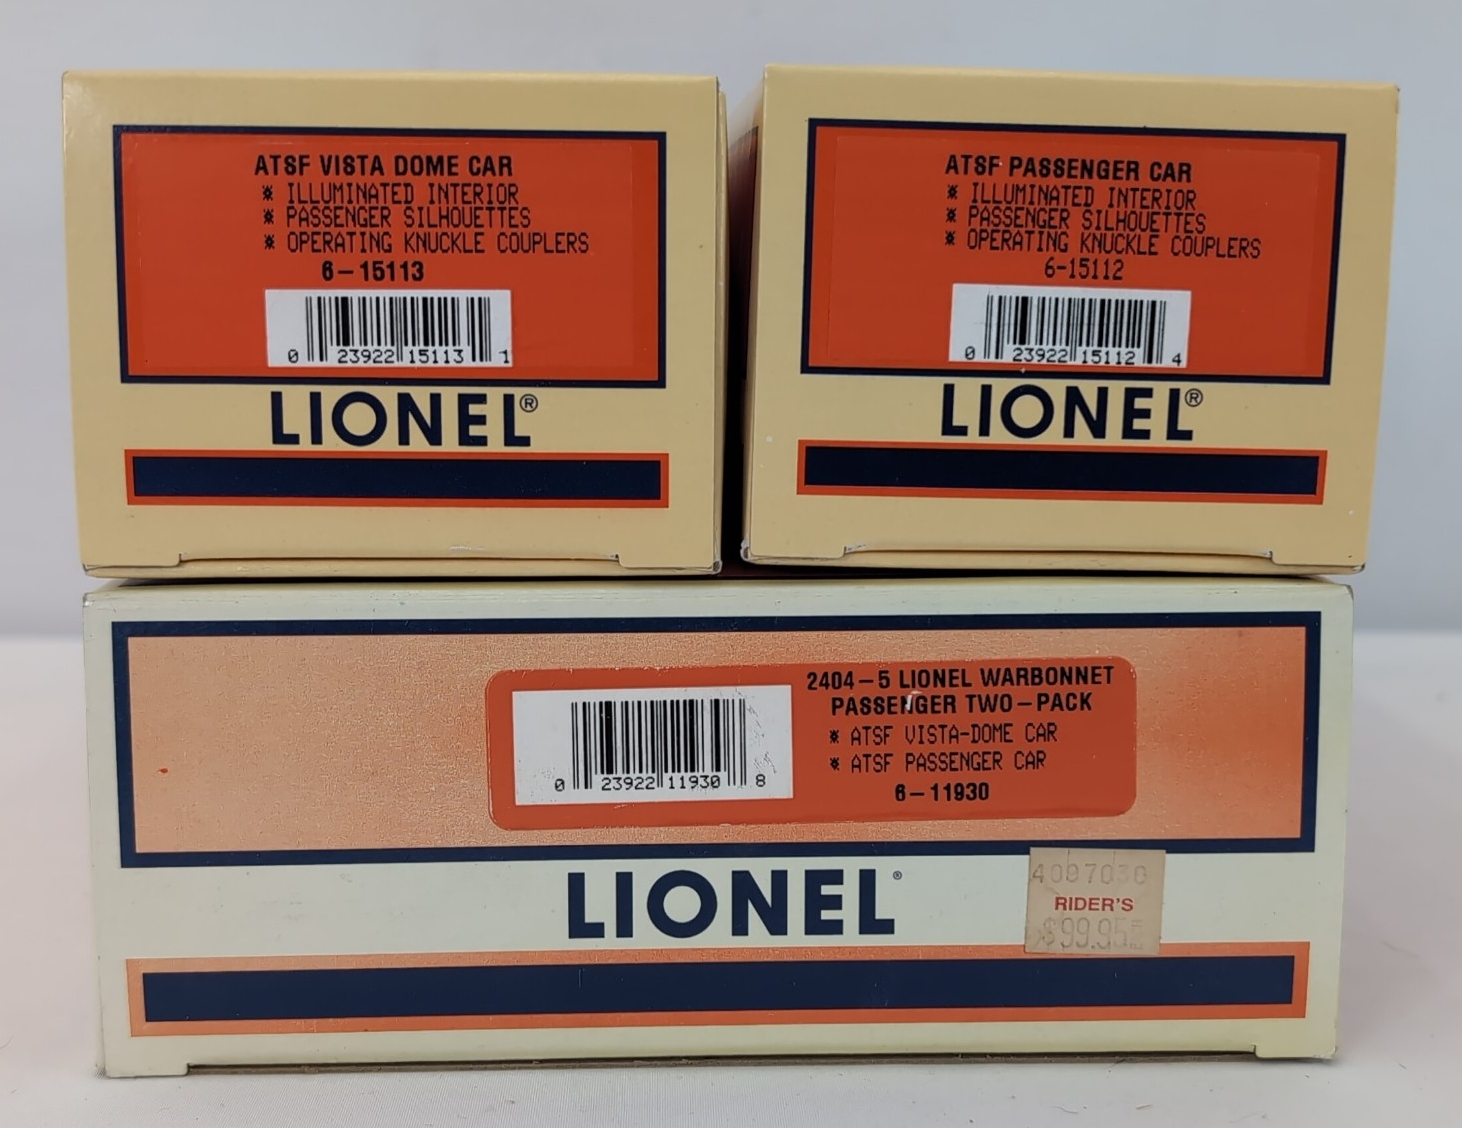 ATSF VISTA DOME CAR
※ ILLUMINATED INTERIOR
※ PASSENGER SILHOUETTES
※ OPERATING KNUCKLE COUPLERS
6-15113
0 23922 15113 1
LIONEL®
ATSF PASSENGER CAR
※ ILLUMINATED INTERIOR
※ PASSENGER SILHOUETTES
※ OPERATING KNUCKLE COUPLERS
6-15112
0 23922 15112 4
LIONEL®
2404-5 LIONEL WARBONNET
PASSENGER TWO-PACK
※ ATSF VISTA-DOME CAR
※ ATSF PASSENGER CAR
6-11930
0 23922 11930 8
LIONEL®
RIDER'S